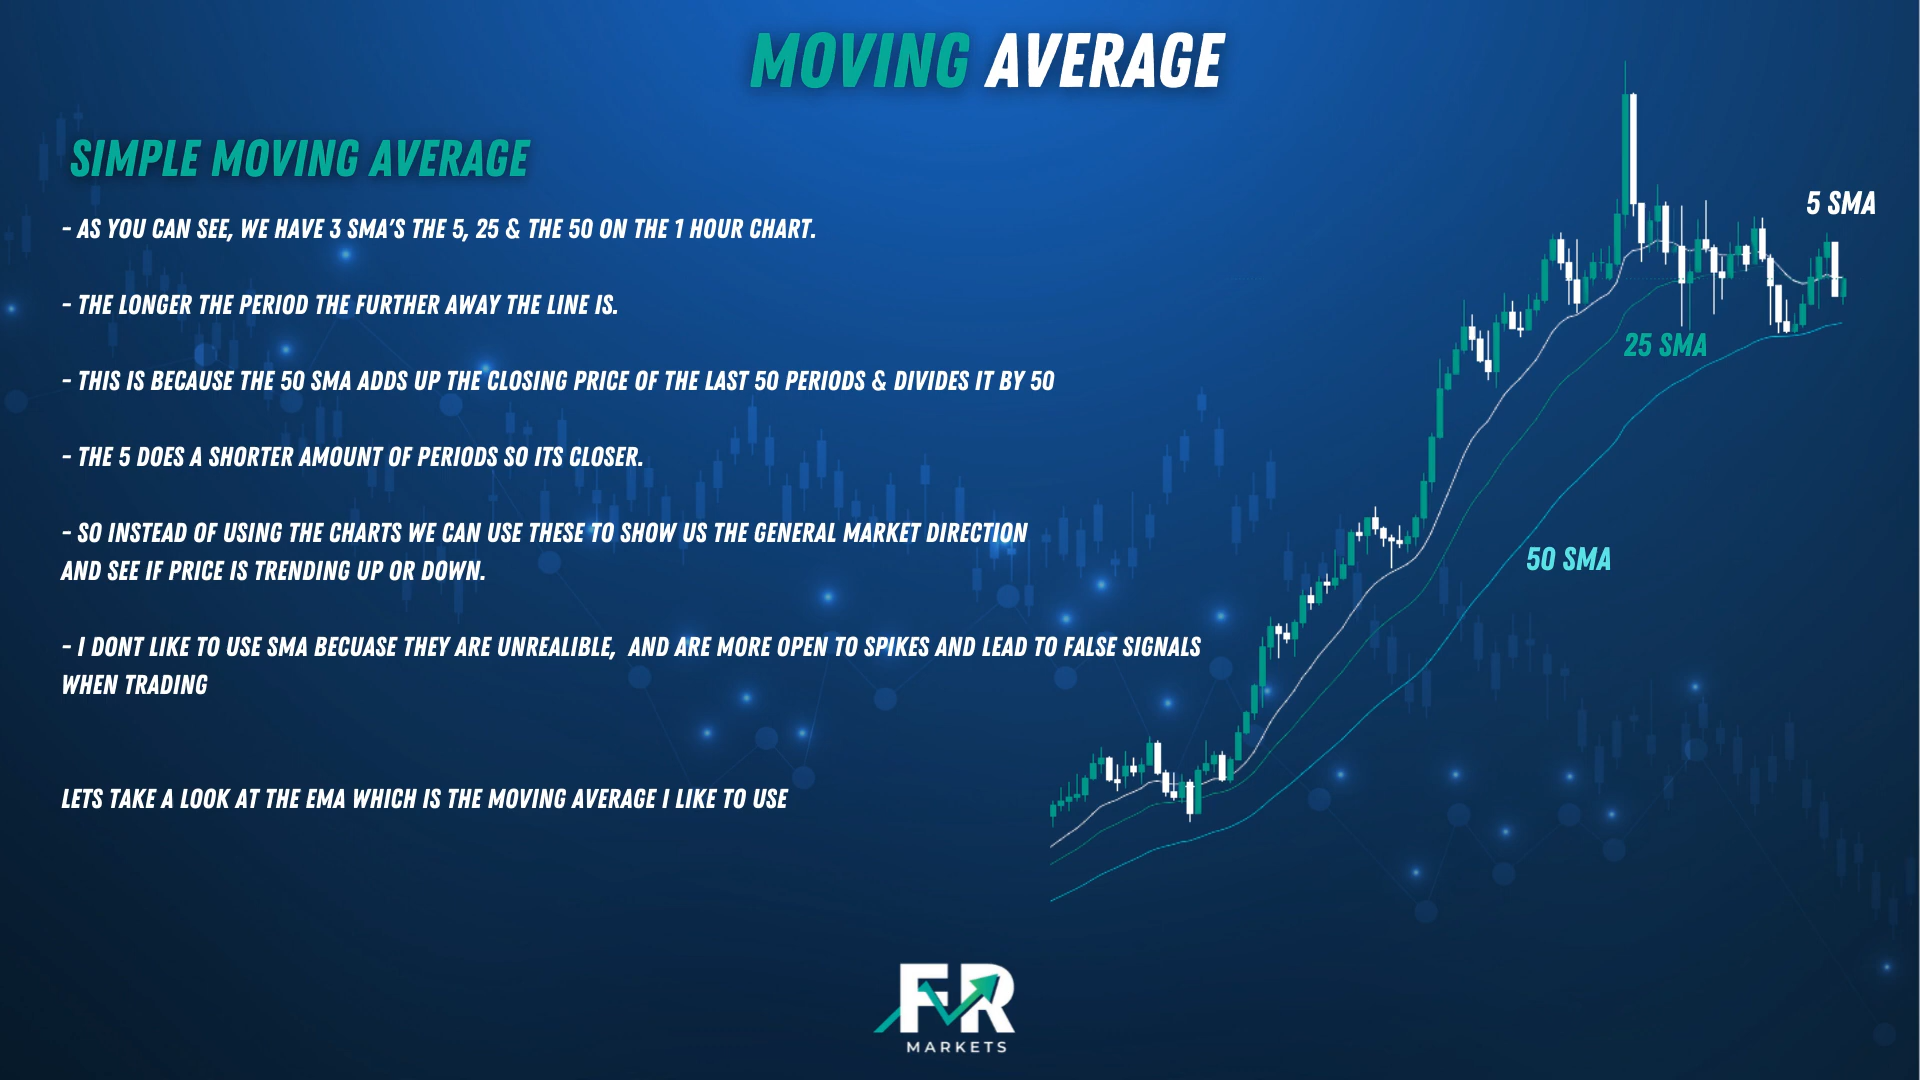 MOVING AVERAGE
SIMPLE MOVING AVERAGE
- AS YOU CAN SEE, WE HAVE 3 SMA'S THE 5, 25 & THE 50 ON THE 1 HOUR CHART.
- THE LONGER THE PERIOD THE FURTHER AWAY THE LINE IS.
- THIS IS BECAUSE THE 50 SMA ADDS UP THE CLOSING PRICE OF THE LAST 50 PERIODS & DIVIDES IT BY 50
- THE 5 DOES A SHORTER AMOUNT OF PERIODS SO ITS CLOSER.
- SO INSTEAD OF USING THE CHARTS WE CAN USE THESE TO SHOW US THE GENERAL MARKET DIRECTION
AND SEE IF PRICE IS TRENDING UP OR DOWN.
- I DONT LIKE TO USE SMA BECUASE THEY ARE UNREALIBLE, AND ARE MORE OPEN TO SPIKES AND LEAD TO FALSE SIGNALS
WHEN TRADING
LETS TAKE A LOOK AT THE EMA WHICH IS THE MOVING AVERAGE I LIKE TO USE
5 SMA
25 SMA
50 SMA
FR
MARKETS